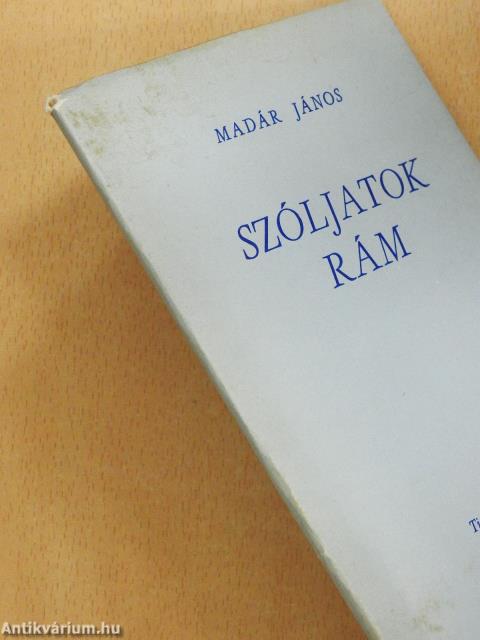 MADÁR JÁNOS
SZÓLJATOK
RÁM
Antikvárium.hu